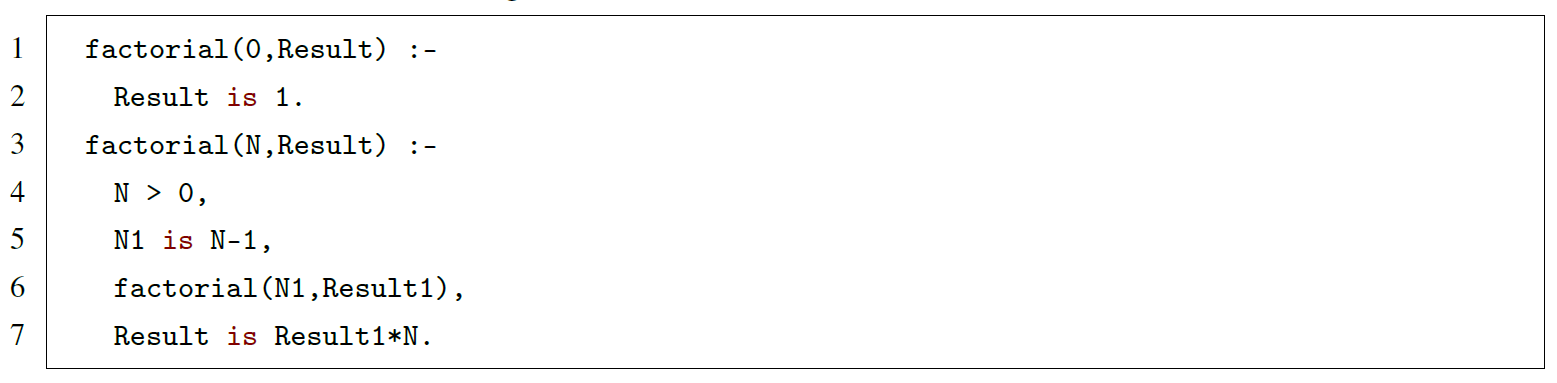 1 factorial(0,Result) :-
2 Result is 1.
3 factorial(N,Result) :-
4 N > 0,
5 N1 is N-1,
6 factorial(N1,Result1),
7 Result is Result1*N.